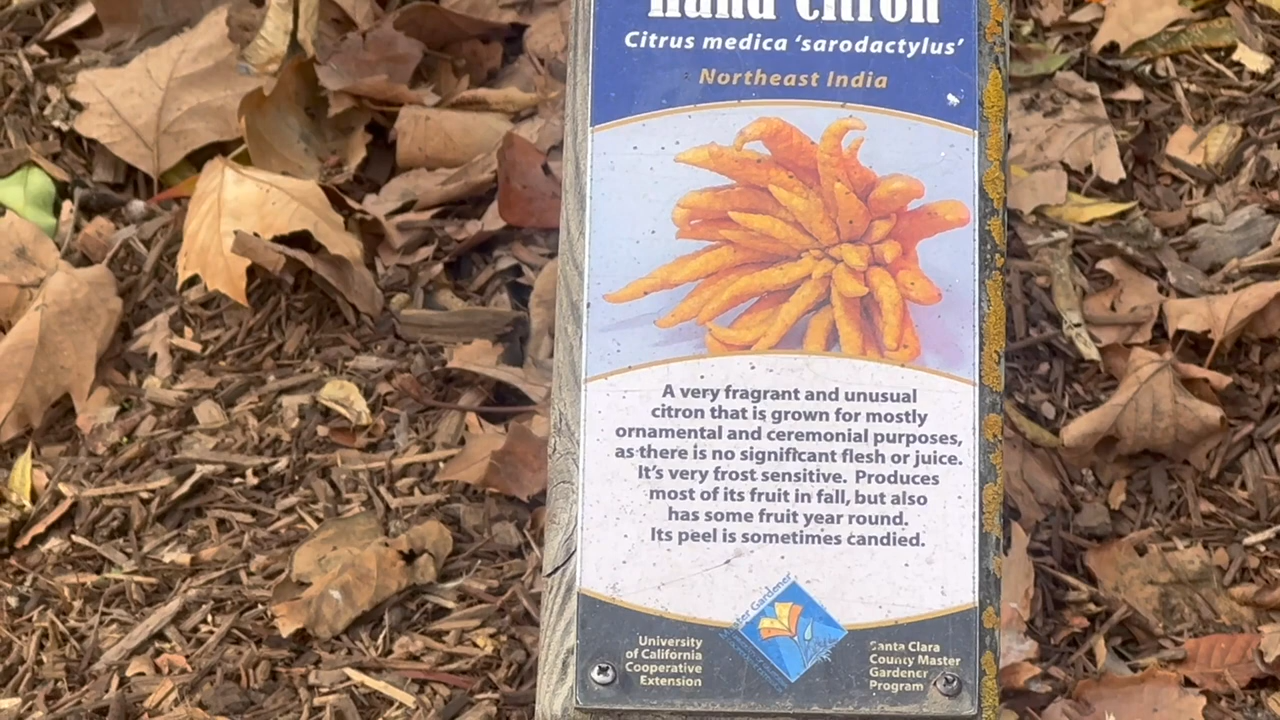 hand citron
Citrus medica ‘sarodactylus’
Northeast India
A very fragrant and unusual
citron that is grown for mostly
ornamental and ceremonial purposes,
as there is no significant flesh or juice.
It’s very frost sensitive. Produces
most of its fruit in fall, but also
has some fruit year round.
Its peel is sometimes candied.
Gardener
University
of California
Cooperative
Extension
Santa Clara
County Master
Gardener
Program